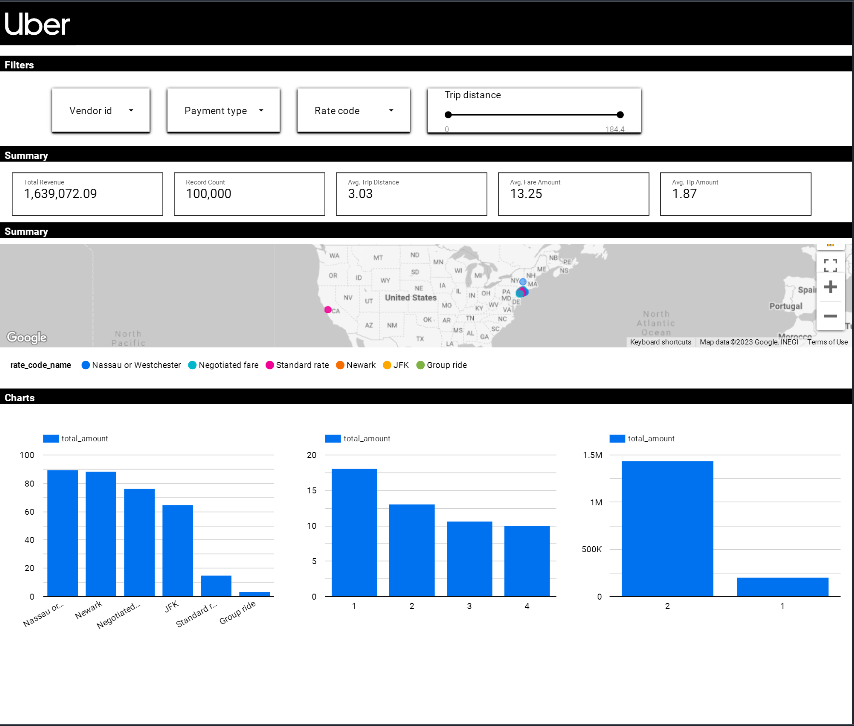 Uber
Filters
Vendor id
Payment type
Rate code
Trip distance
0 184.4
Summary
Total Revenue
1,639,072.09
Record Count
100,000
Avg. Trip Distance
3.03
Avg. Fare Amount
13.25
Avg. Tip Amount
1.87
Summary
WA MT ND MN NB PE
OR ID WY SD WI MI NY NH ME NS
MA
NV UT NE IA IL IN OH PA MD DE
United States
CA CO KS MO KY WV VA
AZ NM OK AR TN NC
TX MS AL SC
LA GA
North Pacific
North
Atlantic
Ocean
Spai
Portugal
Morocco
Google
Keyboard shortcuts Map data ©2023 Google, INEGI Terms of Use
rate_code_name Nassau or Westchester Negotiated fare Standard rate Newark JFK Group ride
Charts
total_amount
100
80
60
40
20
0
Nassau or… Newark Negotiated… JFK Standard r… Group ride
total_amount
20
15
10
5
0
1 2 3 4
total_amount
1.5M
1M
500K
0
2 1